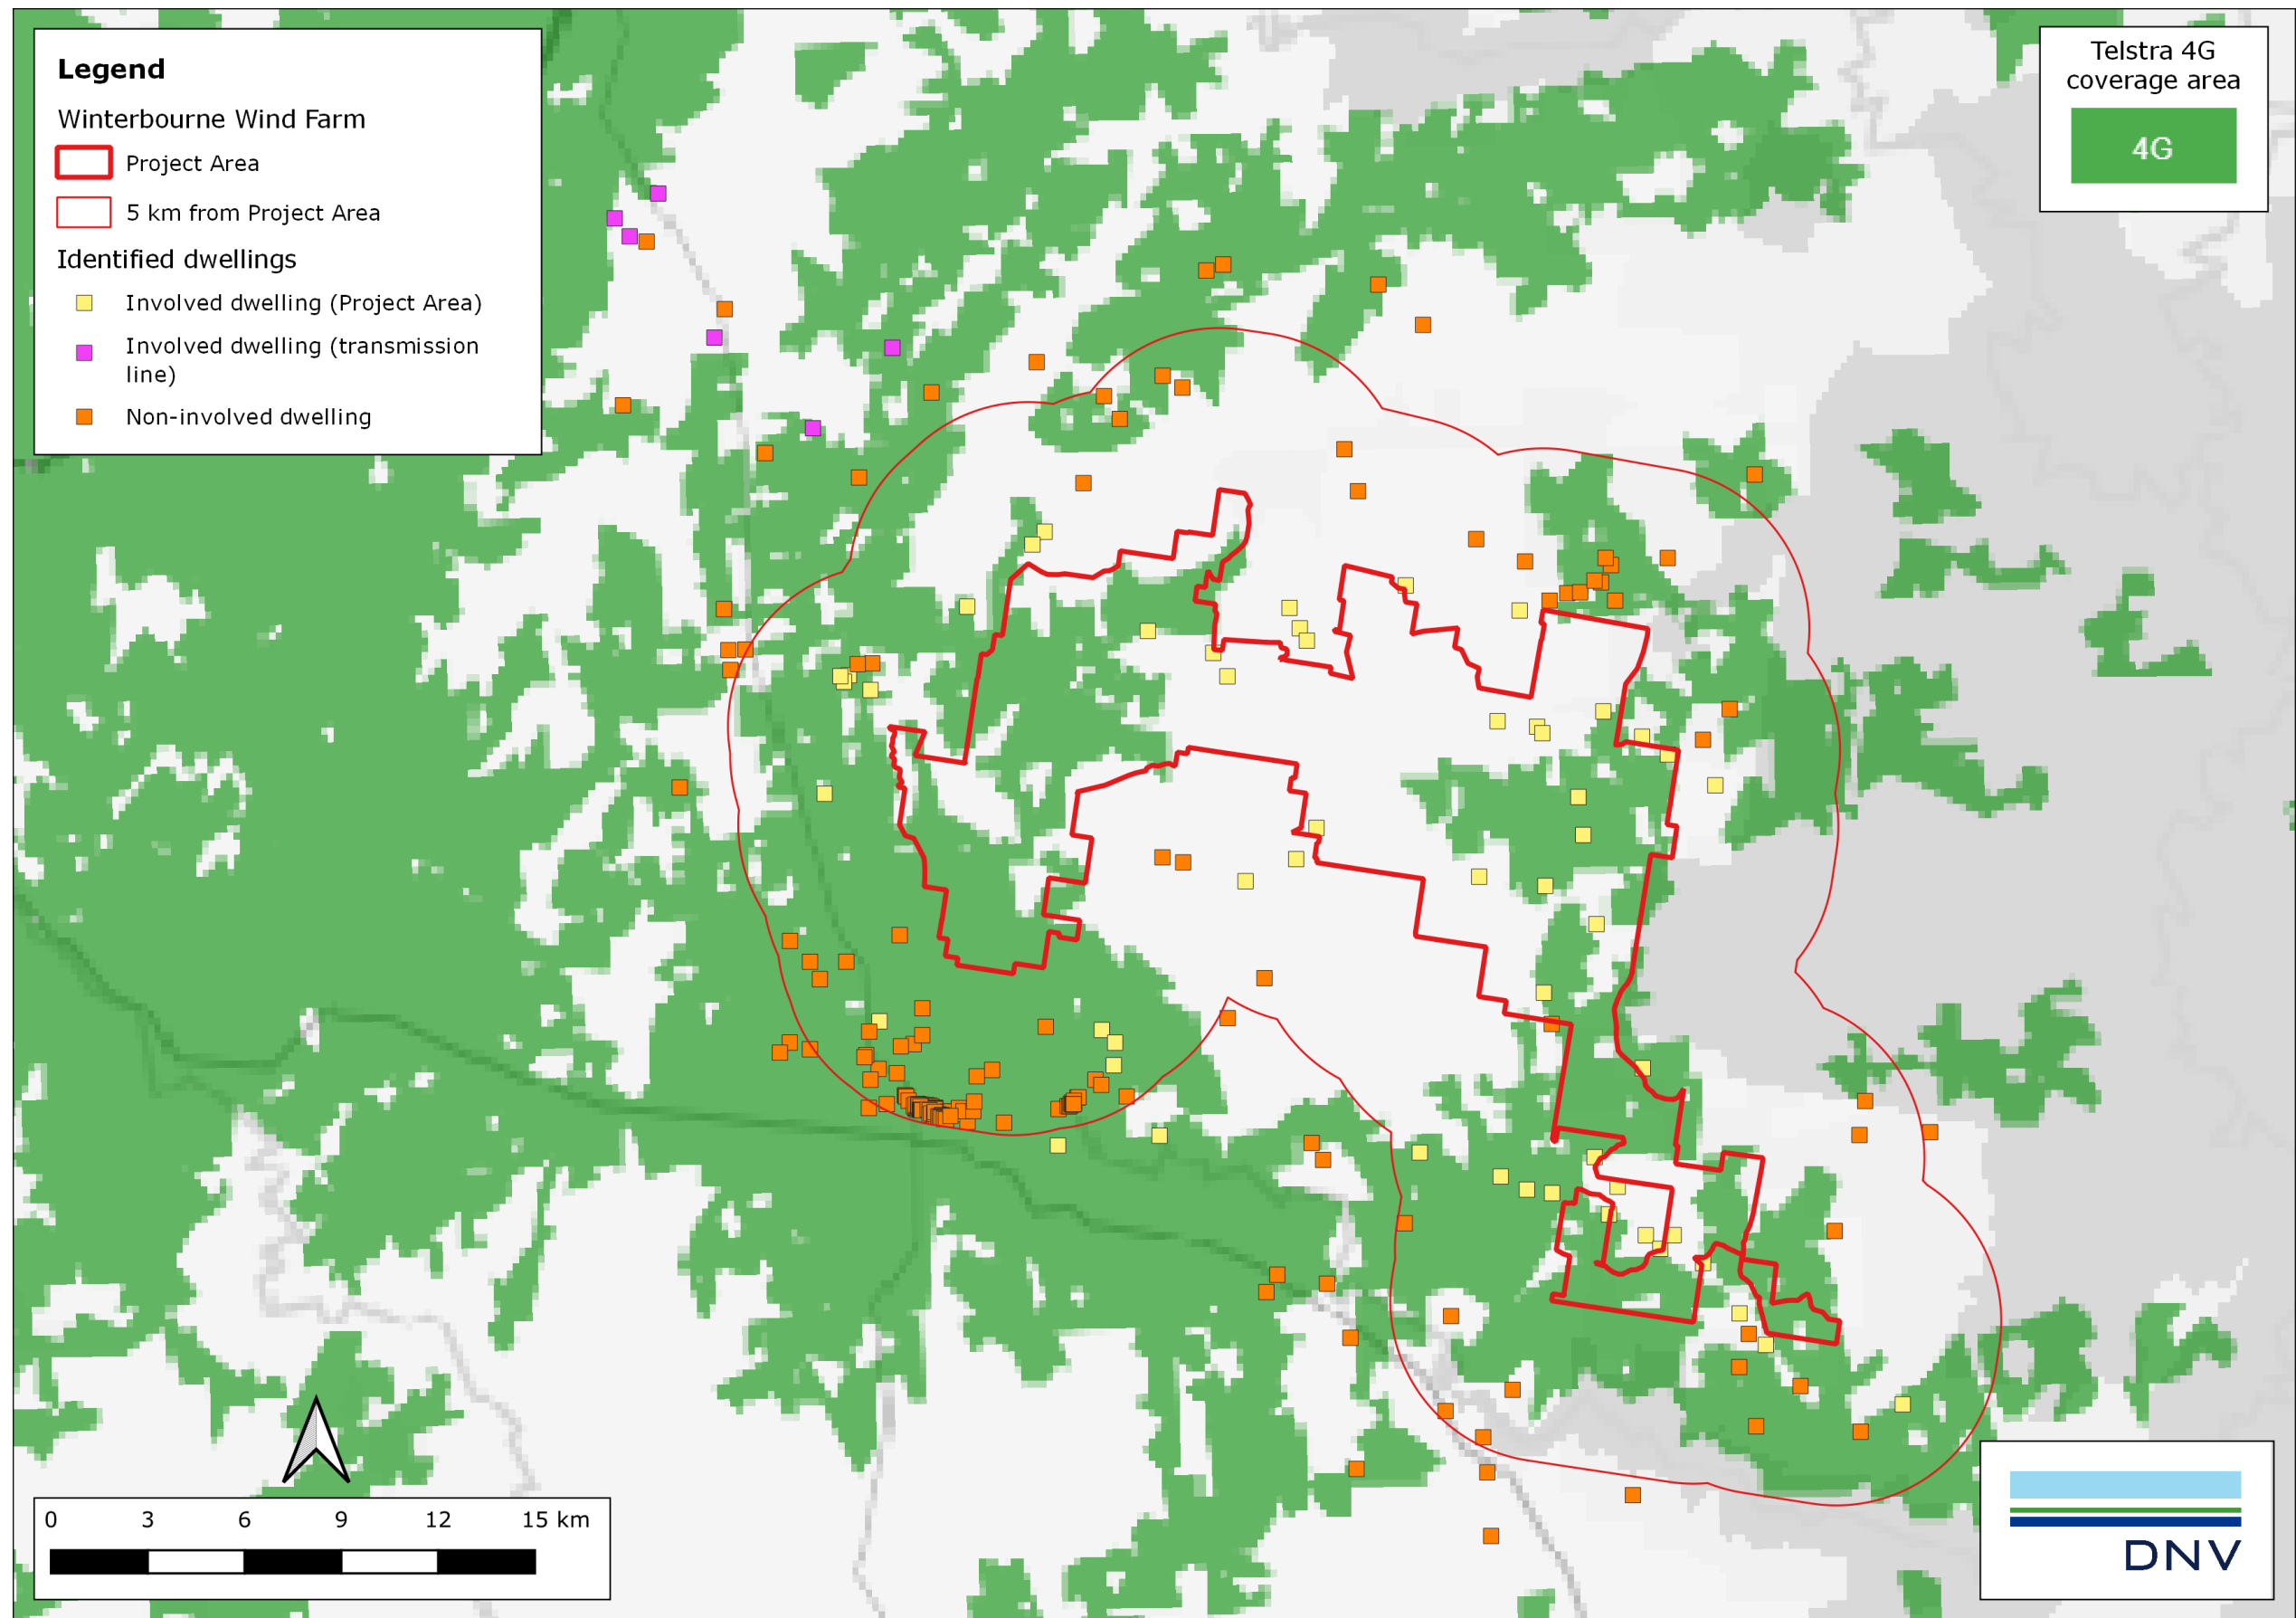 Legend
Winterbourne Wind Farm
Project Area
5 km from Project Area
Identified dwellings
Involved dwelling (Project Area)
Involved dwelling (transmission
line)
Non-involved dwelling
Telstra 4G
coverage area
4G
0 3 6 9 12 15 km
DNV